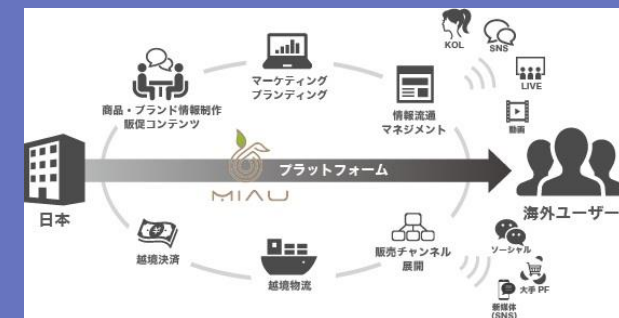 KOL
SNS
LIVE
動画
マーケティング
ブランディング
商品・ブランド情報制作
販促コンテンツ
情報流通
マネジメント
プラットフォーム
MIAU
日本
海外ユーザー
越境決済
越境物流
販売チャンネル
展開
ソーシャル
大手 PF
新媒体
(SNS)